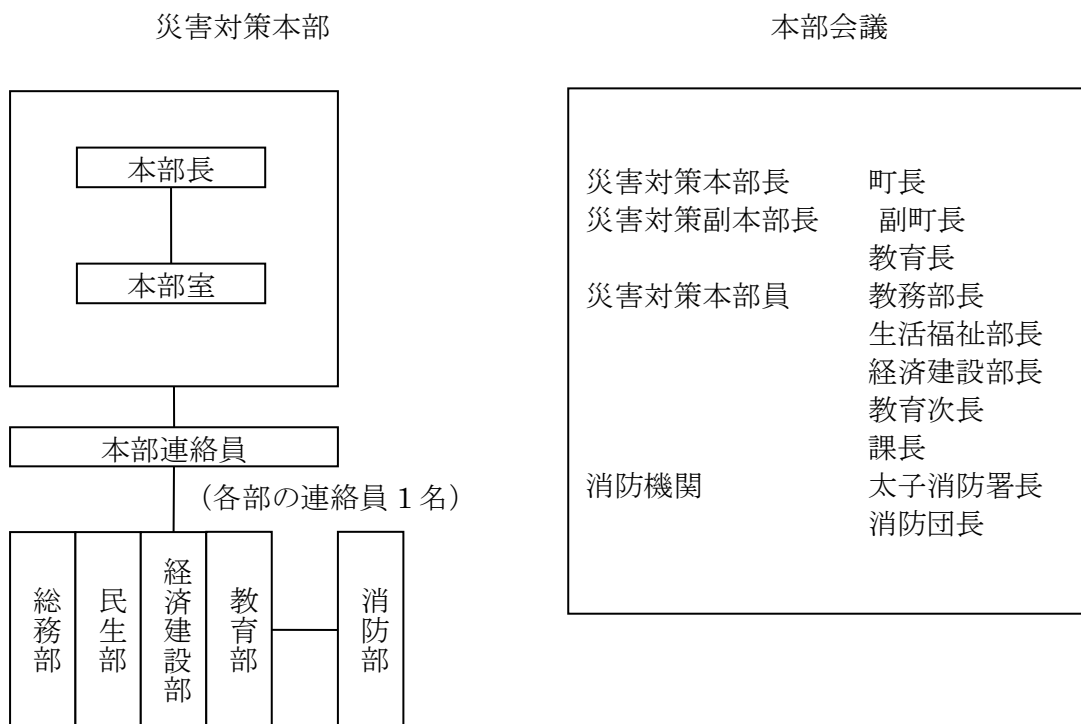 災害対策本部
本部長
本部室
本部連絡員
（各部の連絡員1名）
総務部
民生部
経済建設部
教育部
消防部
本部会議
災害対策本部長 町長
災害対策副本部長 副町長
教育長
災害対策本部員 教務部長
生活福祉部長
経済建設部長
教育次長
課長
消防機関 太子消防署長
消防団長